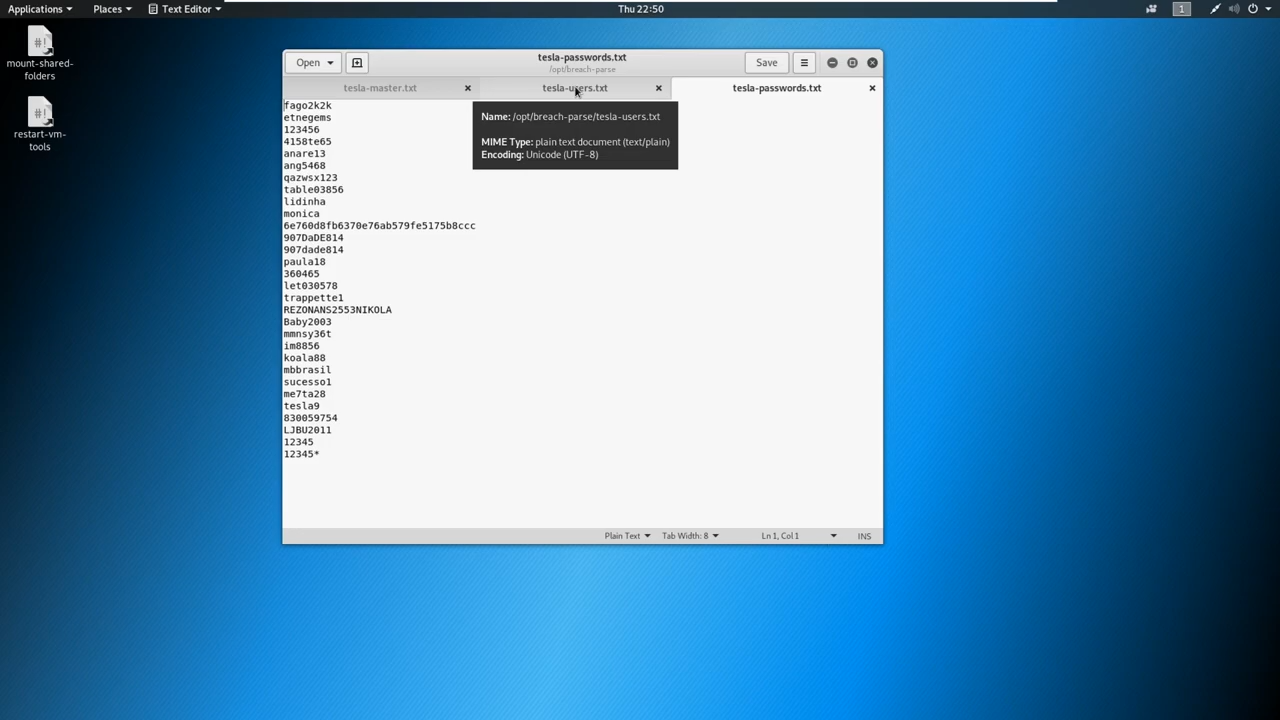 Applications
Places
Text Editor
Thu 22:50
1
mount-shared-folders
restart-vm-tools
Open
tesla-passwords.txt
/opt/breach-parse
Save
tesla-master.txt
tesla-users.txt
tesla-passwords.txt
Name: /opt/breach-parse/tesla-users.txt
MIME Type: plain text document (text/plain)
Encoding: Unicode (UTF-8)
fago2k2k
etnegems
123456
4158te65
anare13
ang5468
qazwsx123
table03856
lidinha
monica
6e760d8fb6370e76ab579fe5175b8ccc
907DaDE814
907dade814
paula18
360465
let030578
trappette1
REZONANS2553NIKOLA
Baby2003
mmnsy36t
im8856
koala88
mbbrasil
sucesso1
me7ta28
tesla9
830059754
LJBU2011
12345
12345*
Plain Text
Tab Width: 8
Ln 1, Col 1
INS